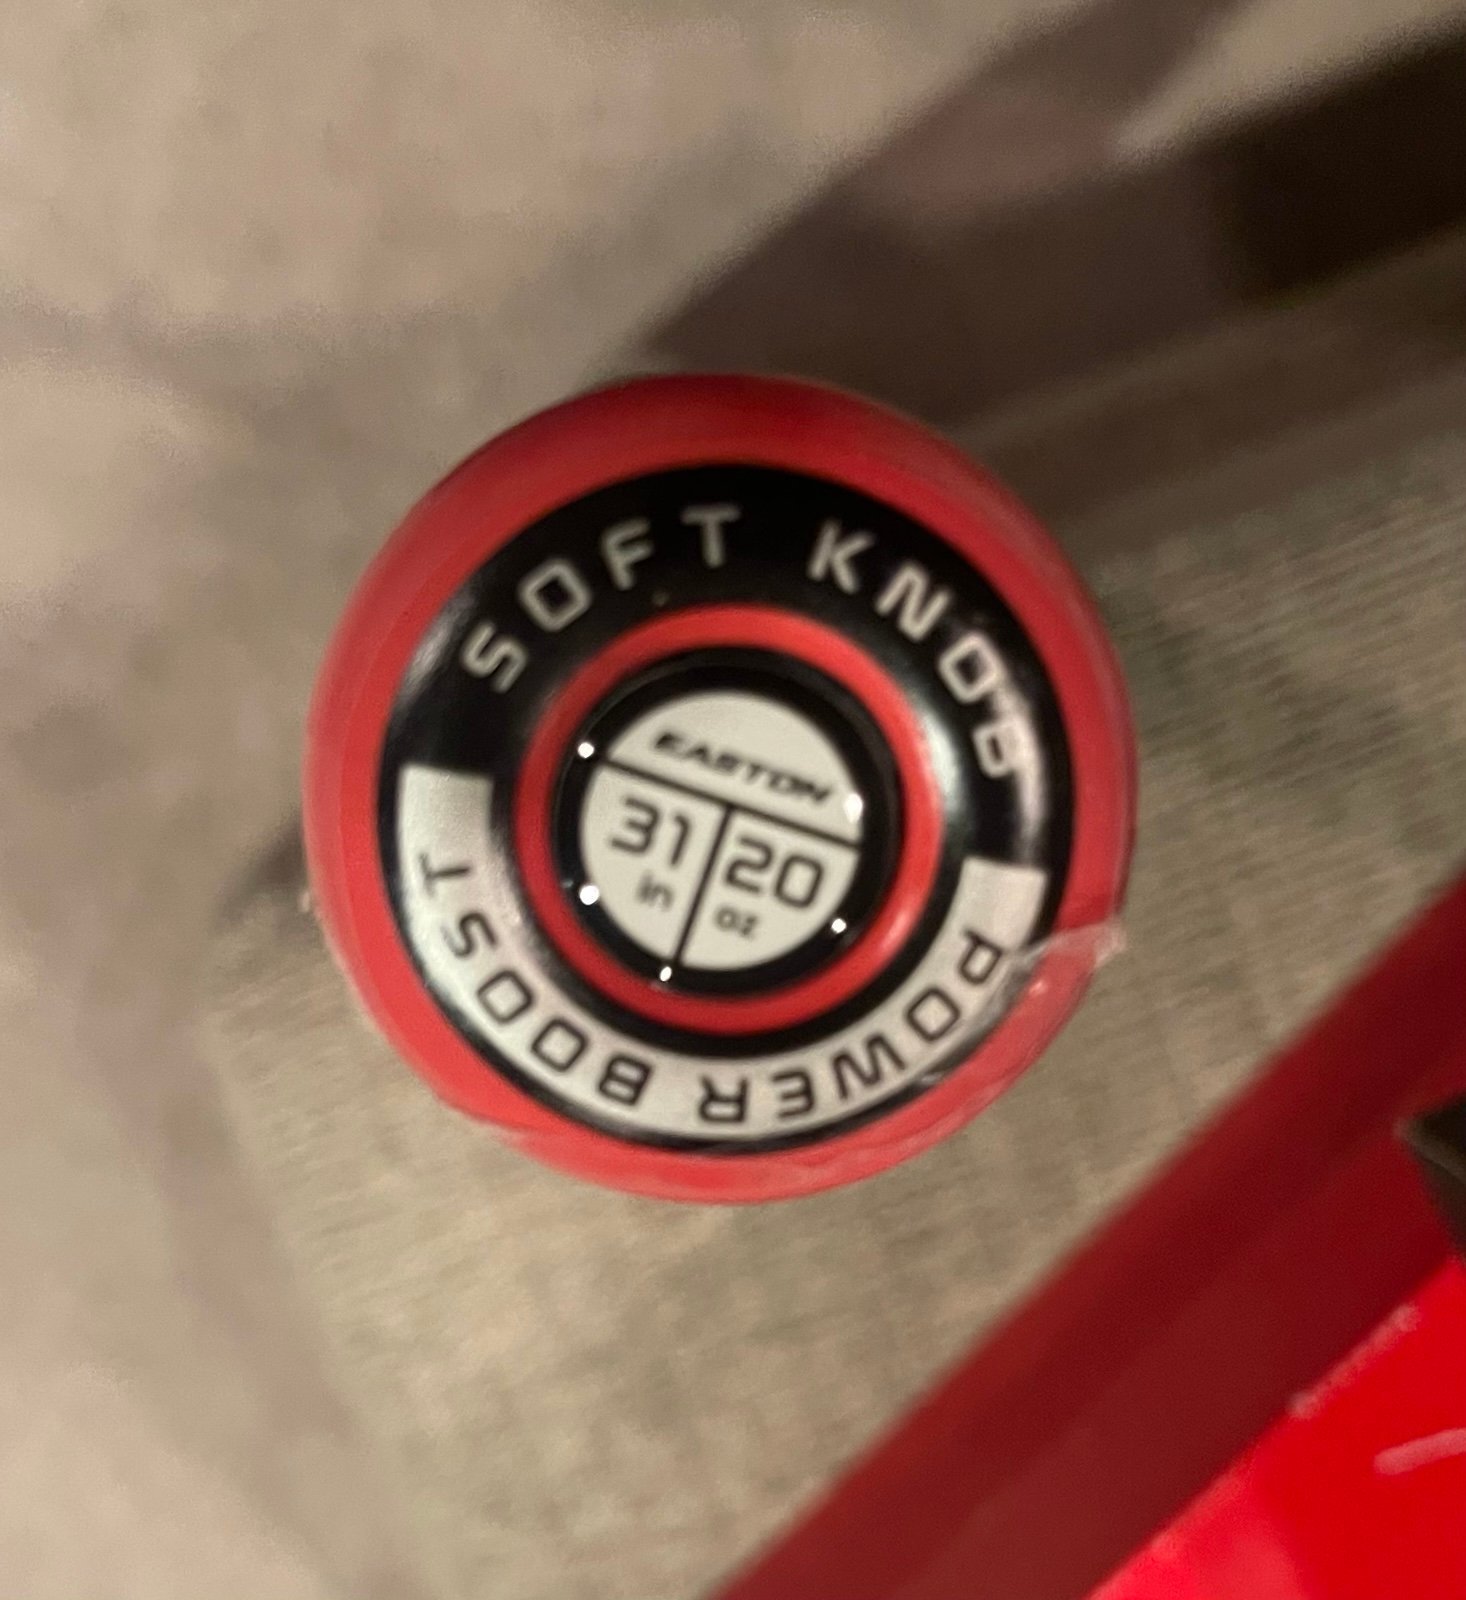 SOFT KNOB
EASTON
31 20
in oz
POWER BOOST